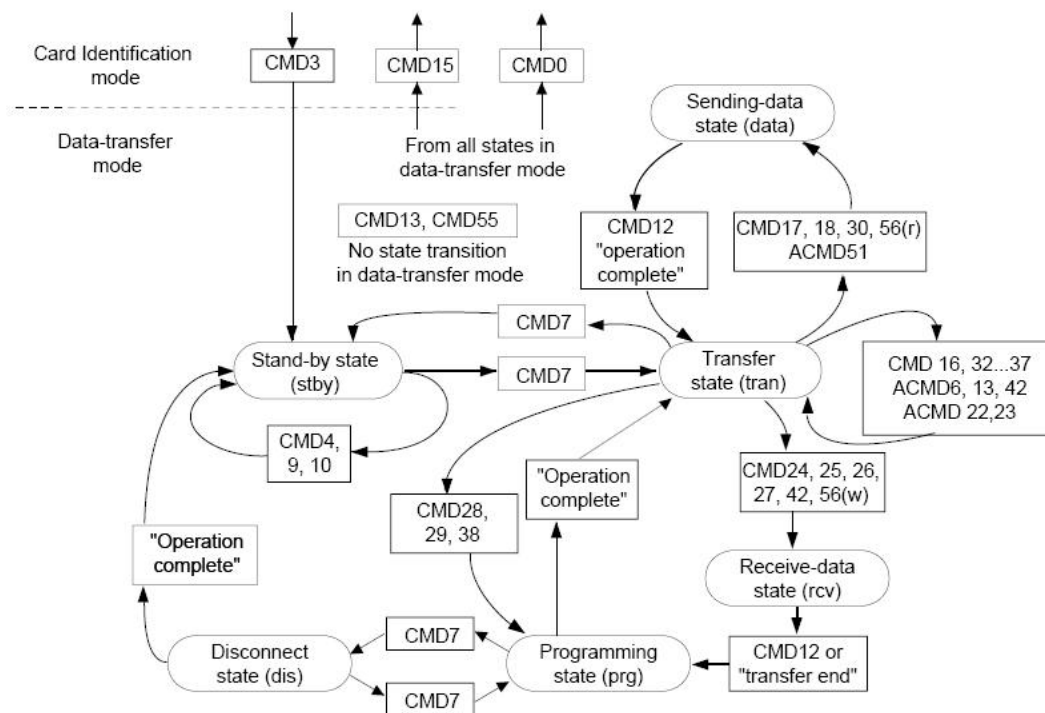 Card Identification
mode
CMD3
CMD15
CMD0
Data-transfer
mode
From all states in
data-transfer mode
Sending-data
state (data)
CMD13, CMD55
No state transition
in data-transfer mode
CMD12
"operation
complete"
CMD17, 18, 30, 56(r)
ACMD51
CMD7
Stand-by state
(stby)
CMD7
Transfer
state (tran)
CMD 16, 32...37
ACMD6, 13, 42
ACMD 22,23
CMD4,
9, 10
CMD24, 25, 26,
27, 42, 56(w)
"Operation
complete"
CMD28,
29, 38
"Operation
complete"
Receive-data
state (rcv)
Disconnect
state (dis)
CMD7
CMD7
Programming
state (prg)
CMD12 or
"transfer end"